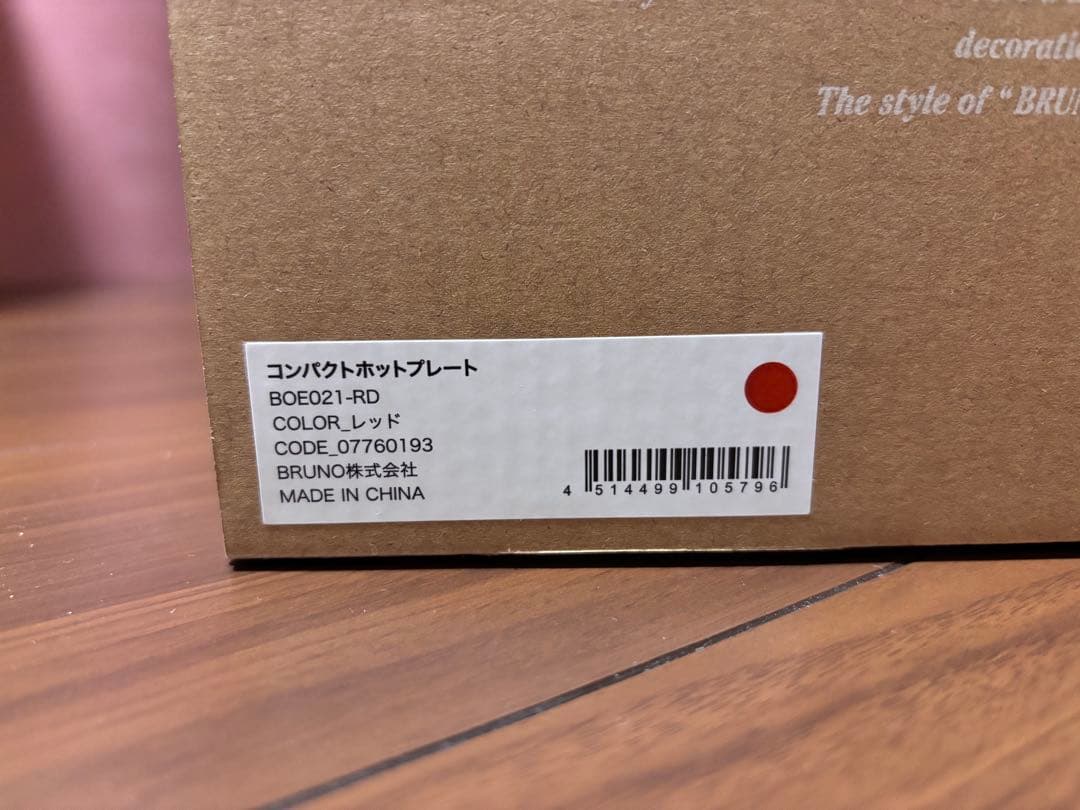 decoratio
The style of “ BRUN
コンパクトホットプレート
BOE021-RD
COLOR_レッド
CODE_07760193
BRUNO株式会社
MADE IN CHINA
4 514499 105796